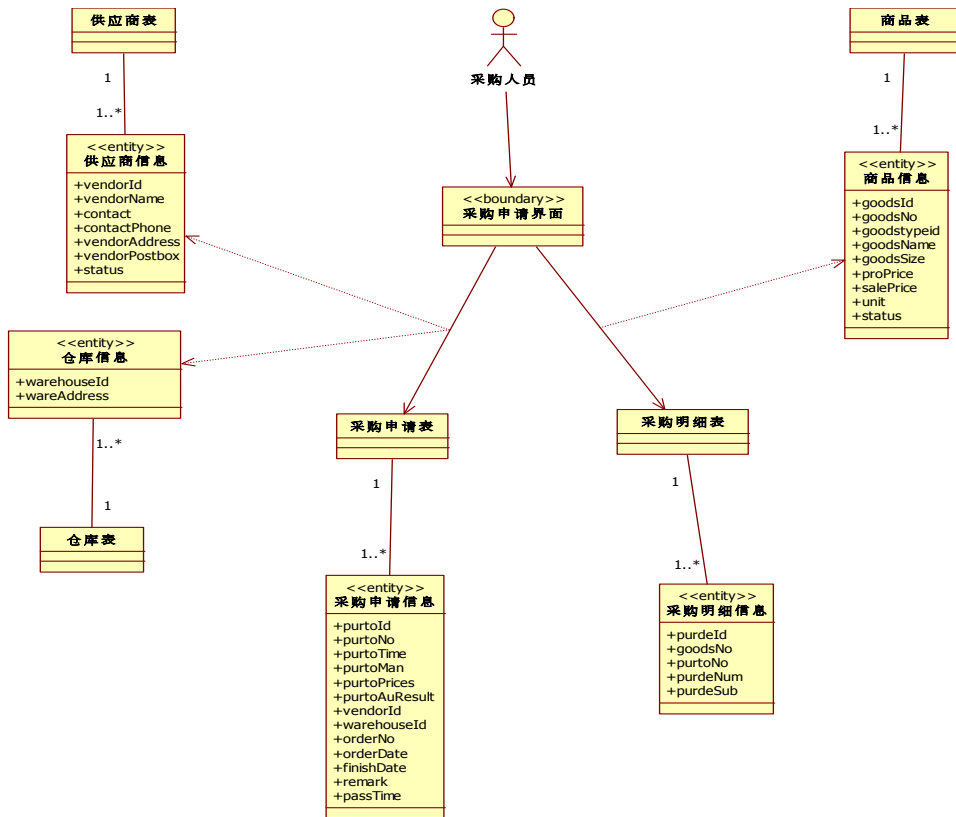 供应商表
1
1..*
<<entity>>
供应商信息
+vendorId
+vendorName
+contact
+contactPhone
+vendorAddress
+vendorPostbox
+status
采购人员
<<boundary>>
采购申请界面
商品表
1
1..*
<<entity>>
商品信息
+goodsId
+goodsNo
+goodstypeid
+goodsName
+goodsSize
+proPrice
+salePrice
+unit
+status
<<entity>>
仓库信息
+warehouseId
+wareAddress
1..*
1
仓库表
采购申请表
1
1..*
<<entity>>
采购申请信息
+purtoId
+purtoNo
+purtoTime
+purtoMan
+purtoPrices
+purtoAuResult
+vendorId
+warehouseId
+orderNo
+orderDate
+finishDate
+remark
+passTime
采购明细表
1
1..*
<<entity>>
采购明细信息
+purdeId
+goodsNo
+purtoNo
+purdeNum
+purdeSub